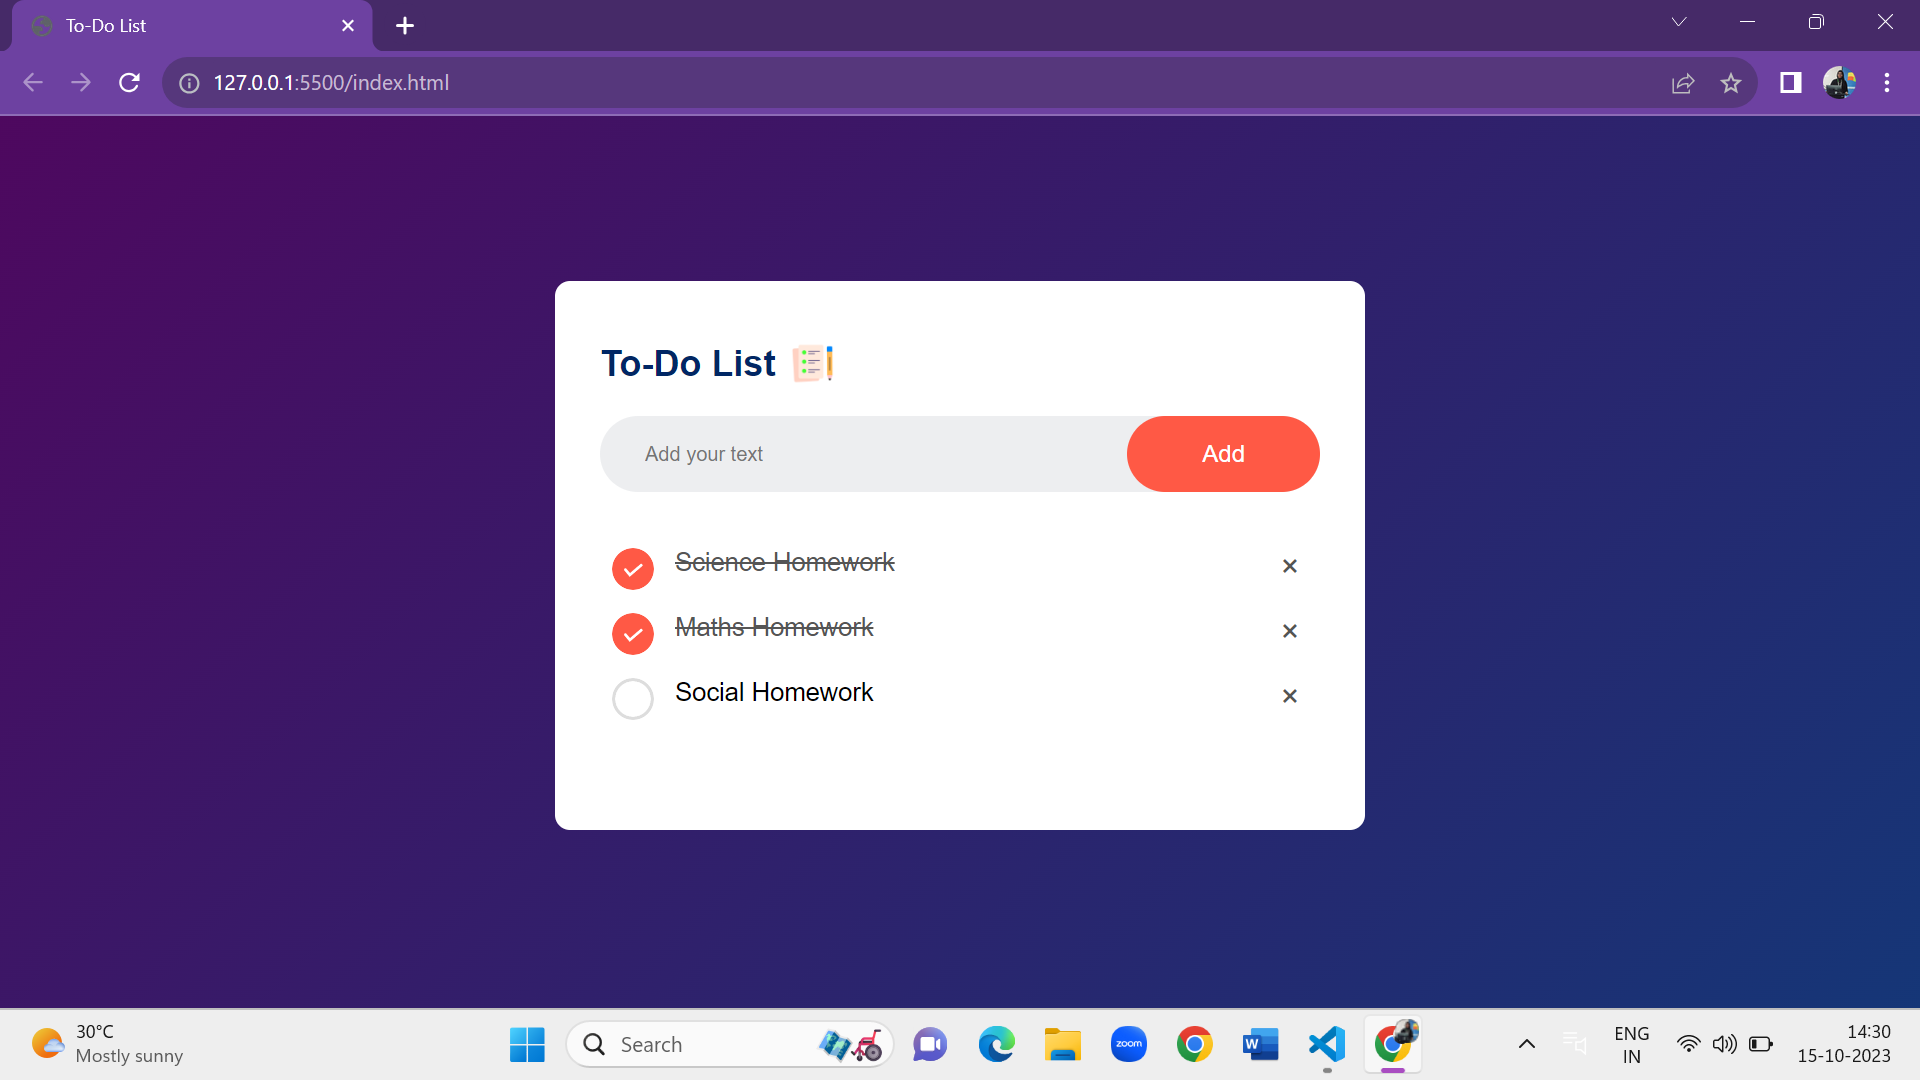 To-Do List
127.0.0.1:5500/index.html
To-Do List
Add your text
Add
Science Homework
Maths Homework
Social Homework
30°C
Mostly sunny
Search
zoom
W
ENG
IN
14:30
15-10-2023